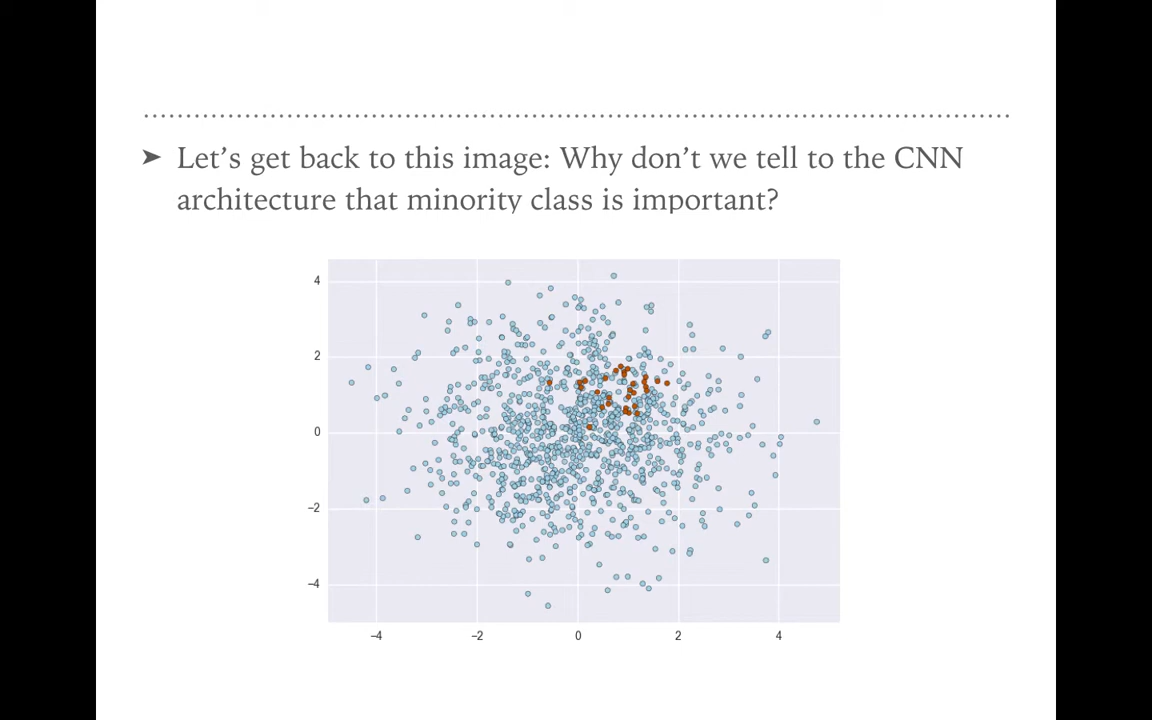 ➤ Let’s get back to this image: Why don’t we tell to the CNN
architecture that minority class is important?
4
2
0
−2
−4
−4 −2 0 2 4